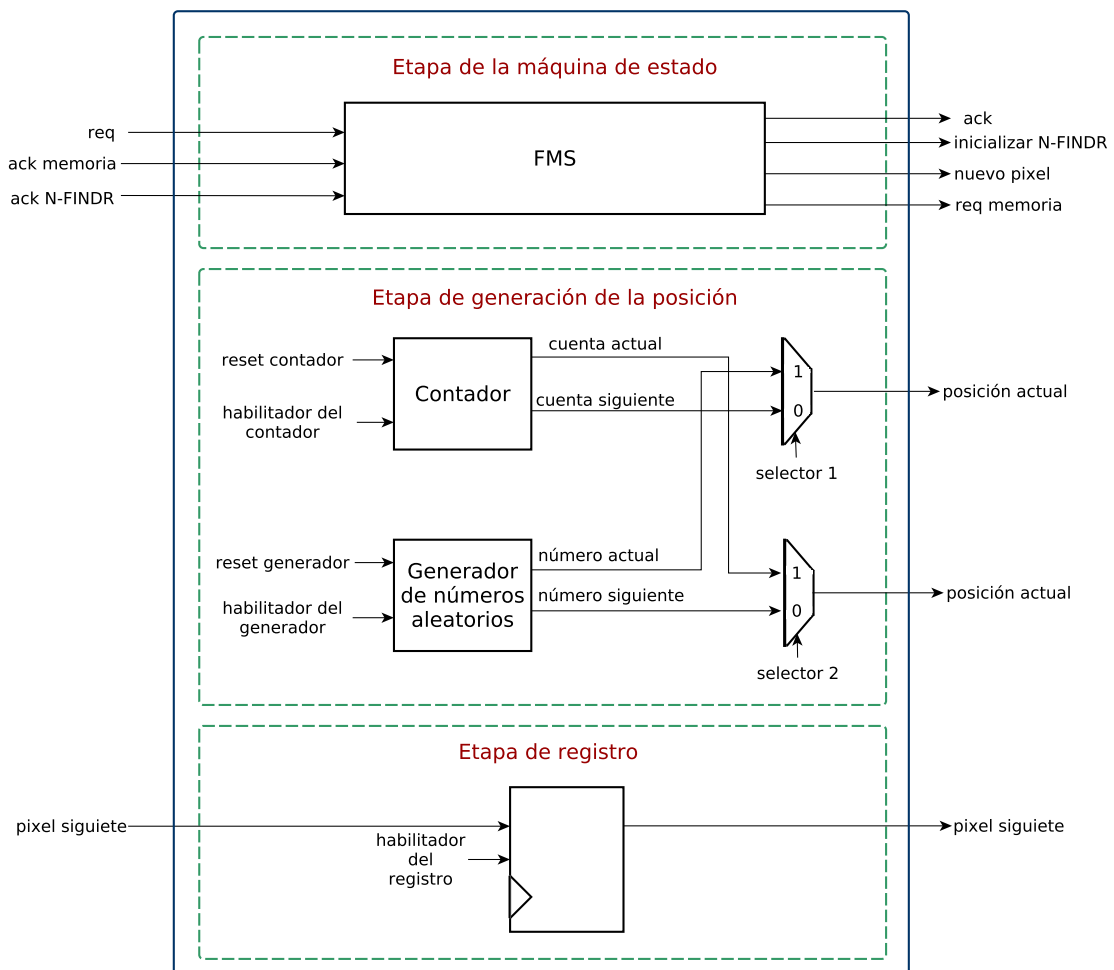 Etapa de la máquina de estado
req
ack memoria
ack N-FINDR
FMS
ack
inicializar N-FINDR
nuevo pixel
req memoria
Etapa de generación de la posición
reset contador
habilitador del
contador
Contador
cuenta actual
cuenta siguiente
1
0
selector 1
posición actual
reset generador
habilitador del
generador
Generador
de números
aleatorios
número actual
número siguiente
1
0
selector 2
posición actual
Etapa de registro
pixel siguiete
habilitador
del
registro
pixel siguiete